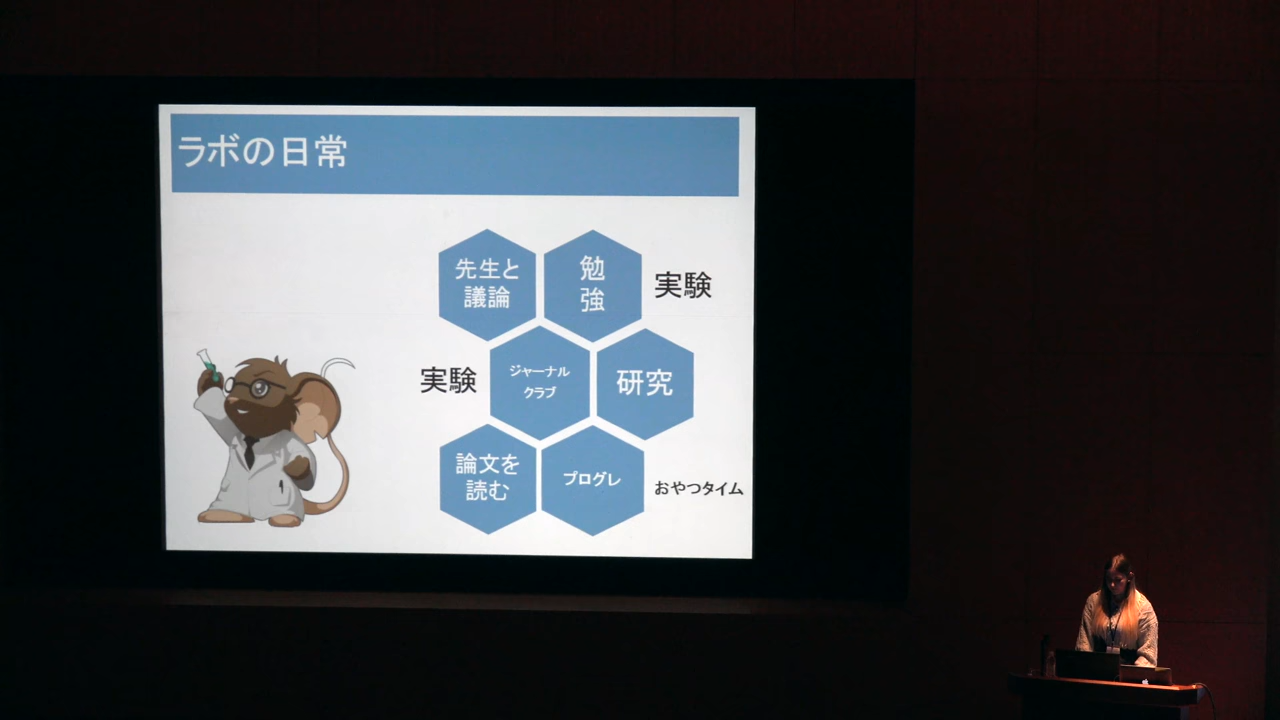 ラボの日常
先生と
議論
勉
強
実験
実験
ジャーナル
クラブ
研究
論文を
読む
プログレ
おやつタイム